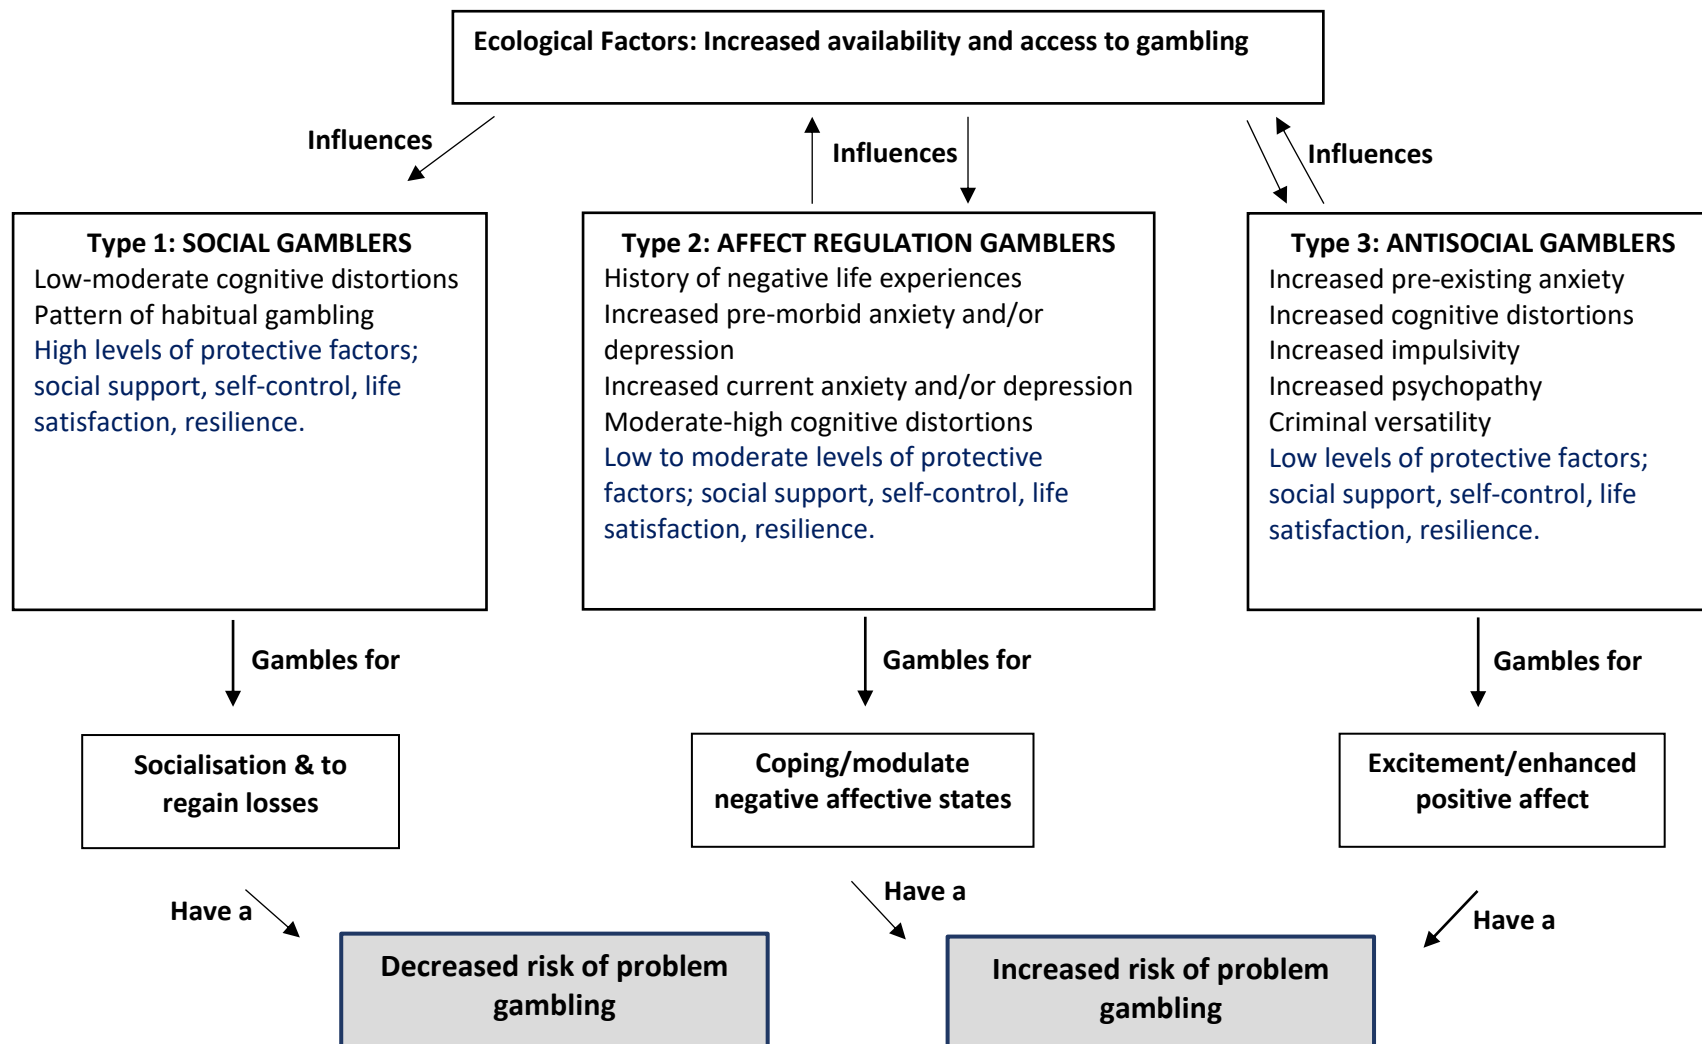 Ecological Factors: Increased availability and access to gambling
Influences
Influences
Influences
Type 1: SOCIAL GAMBLERS
Low-moderate cognitive distortions
Pattern of habitual gambling
High levels of protective factors;
social support, self-control, life
satisfaction, resilience.
Type 2: AFFECT REGULATION GAMBLERS
History of negative life experiences
Increased pre-morbid anxiety and/or
depression
Increased current anxiety and/or depression
Moderate-high cognitive distortions
Low to moderate levels of protective
factors; social support, self-control, life
satisfaction, resilience.
Type 3: ANTISOCIAL GAMBLERS
Increased pre-existing anxiety
Increased cognitive distortions
Increased impulsivity
Increased psychopathy
Criminal versatility
Low levels of protective factors;
social support, self-control, life
satisfaction, resilience.
Gambles for
Gambles for
Gambles for
Socialisation & to
regain losses
Coping/modulate
negative affective states
Excitement/enhanced
positive affect
Have a
Have a
Have a
Decreased risk of problem
gambling
Increased risk of problem
gambling